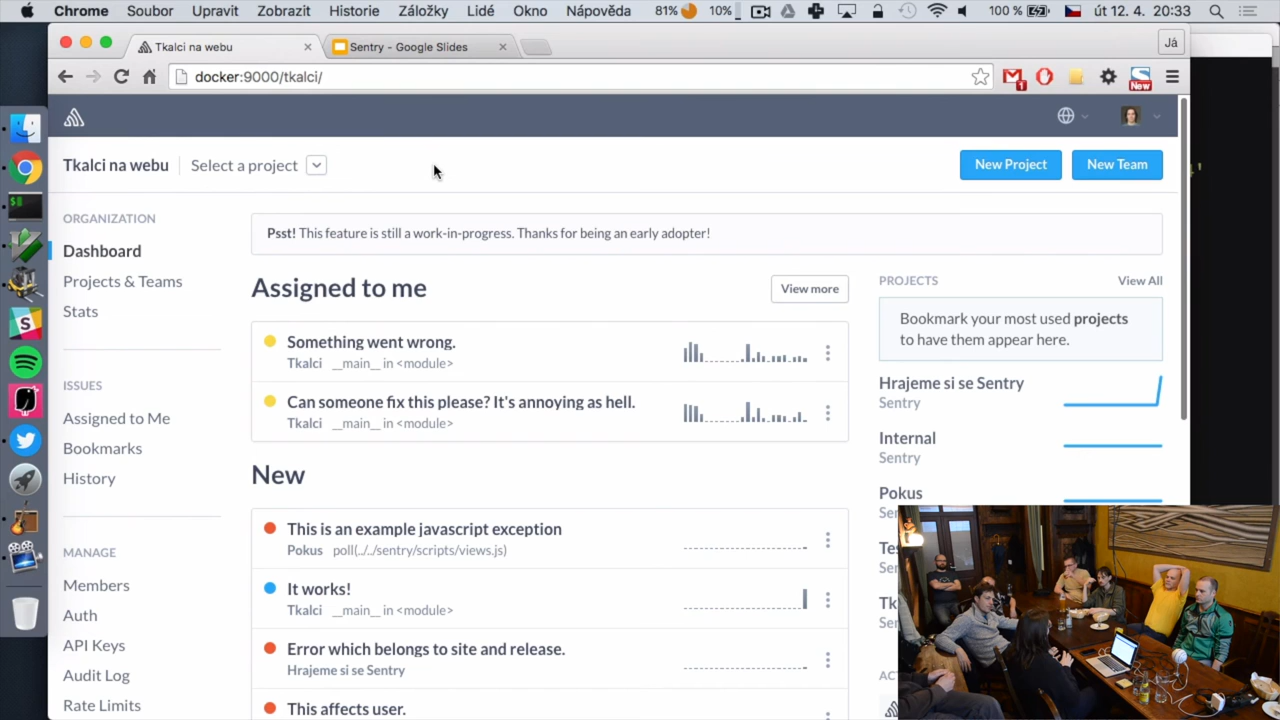 Chrome Soubor Upravit Zobrazit Historie Záložky Lidé Okno Nápověda 81% 10% 100 % út 12. 4. 20:33
Tkalci na webu Sentry - Google Slides Já
docker:9000/tkalci/ 1 New
Tkalci na webu Select a project New Project New Team
ORGANIZATION
Dashboard
Projects & Teams
Stats
ISSUES
Assigned to Me
Bookmarks
History
MANAGE
Members
Auth
API Keys
Audit Log
Rate Limits
Psst! This feature is still a work-in-progress. Thanks for being an early adopter!
Assigned to me View more
Something went wrong.
Tkalci __main__ in <module>
Can someone fix this please? It's annoying as hell.
Tkalci __main__ in <module>
New
This is an example javascript exception
Pokus poll(../../sentry/scripts/views.js)
It works!
Tkalci __main__ in <module>
Error which belongs to site and release.
Hrajeme si se Sentry
This affects user.
PROJECTS View All
Bookmark your most used projects
to have them appear here.
Hrajeme si se Sentry
Sentry
Internal
Sentry
Pokus